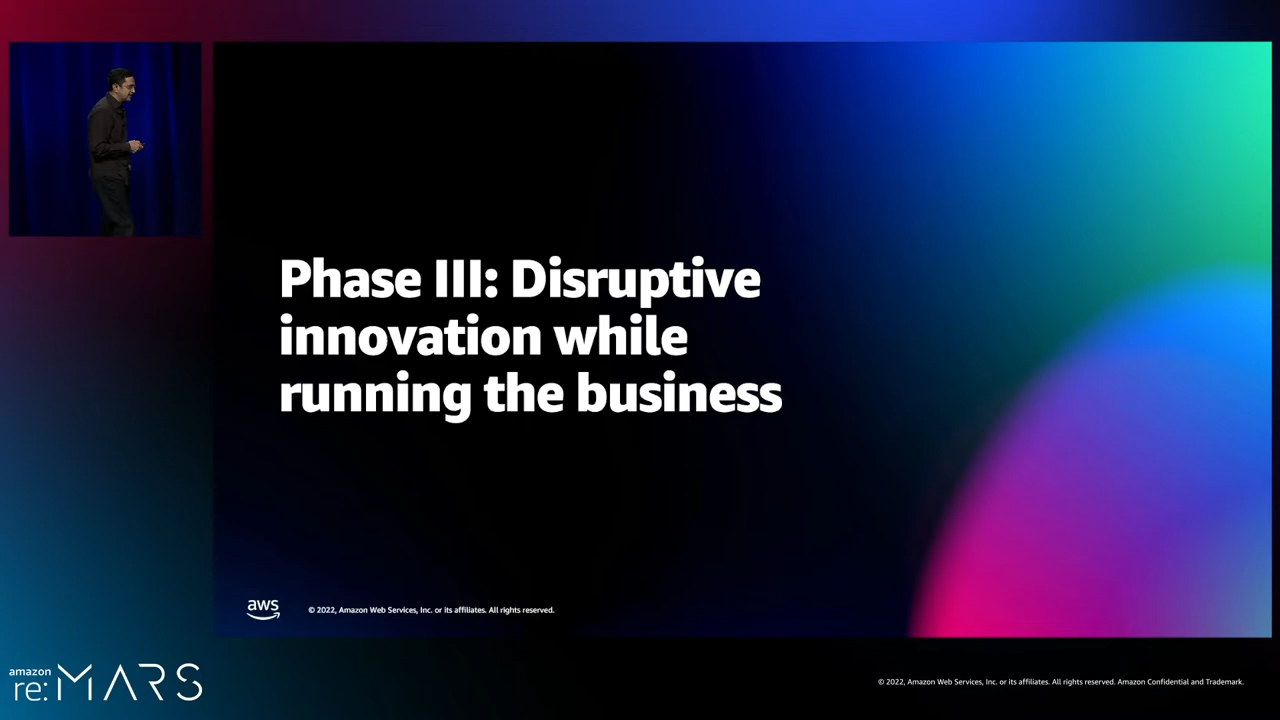 Phase III: Disruptive
innovation while
running the business
aws
© 2022, Amazon Web Services, Inc. or its affiliates. All rights reserved.
amazon
re:MARS
© 2022, Amazon Web Services, Inc. or its affiliates. All rights reserved. Amazon Confidential and Trademark.